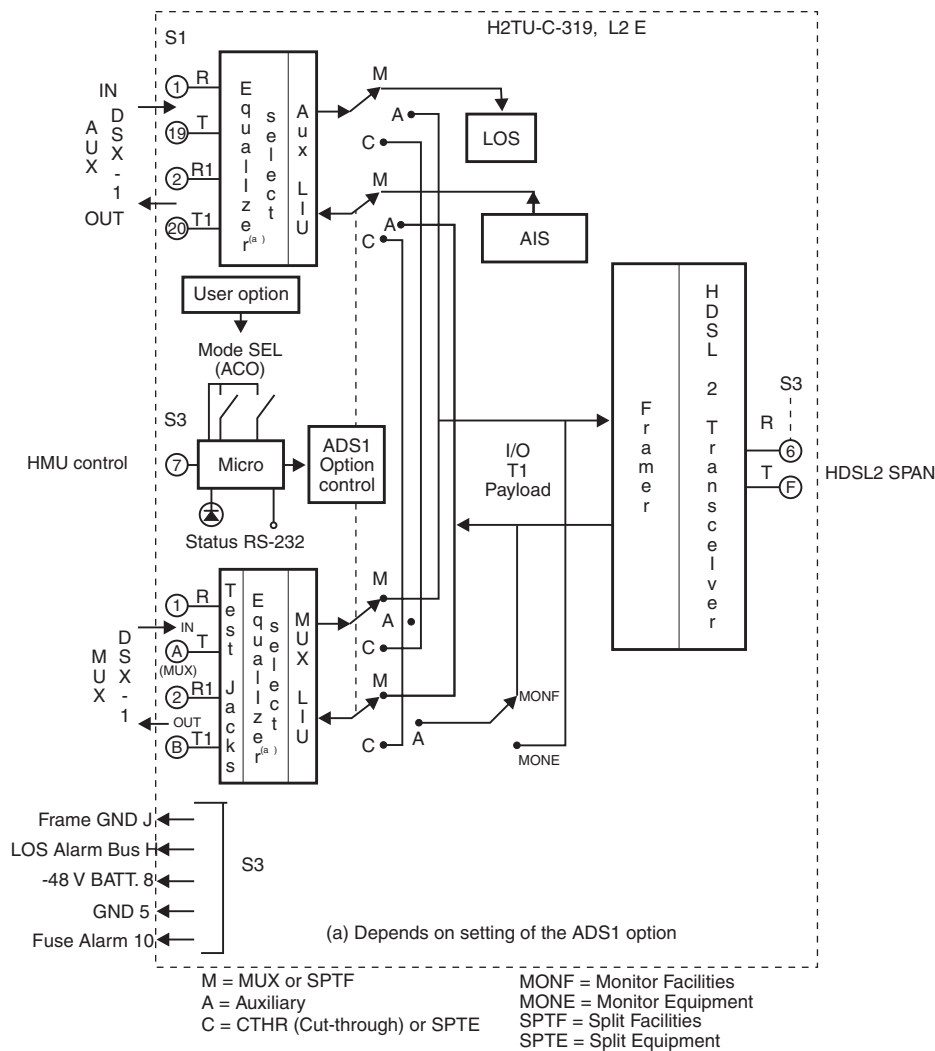 H2TU-C-319, L2 E
S1
IN
DSX-1
AUX
OUT
1 R
19 T
2 R1
20 T1
Equallzer(a)
select
Aux LIU
M
A
C
LOS
M
A
C
AIS
User option
Mode SEL
(ACO)
S3
HMU control
7
Micro
ADS1
Option
control
Status RS-232
I/O
T1
Payload
Framer
HDSL 2 Transcelver
S3
R
6
T
F
HDSL2 SPAN
DSX-1
MUX
1 R
IN
A T
(MUX)
2 R1
OUT
B T1
Test Jacks
Equallzer(a)
select
MUX LIU
M
A
C
M
A
C
MONF
MONE
Frame GND J
LOS Alarm Bus H
-48 V BATT. 8
GND 5
Fuse Alarm 10
S3
(a) Depends on setting of the ADS1 option
M = MUX or SPTF
A = Auxiliary
C = CTHR (Cut-through) or SPTE
MONF = Monitor Facilities
MONE = Monitor Equipment
SPTF = Split Facilities
SPTE = Split Equipment